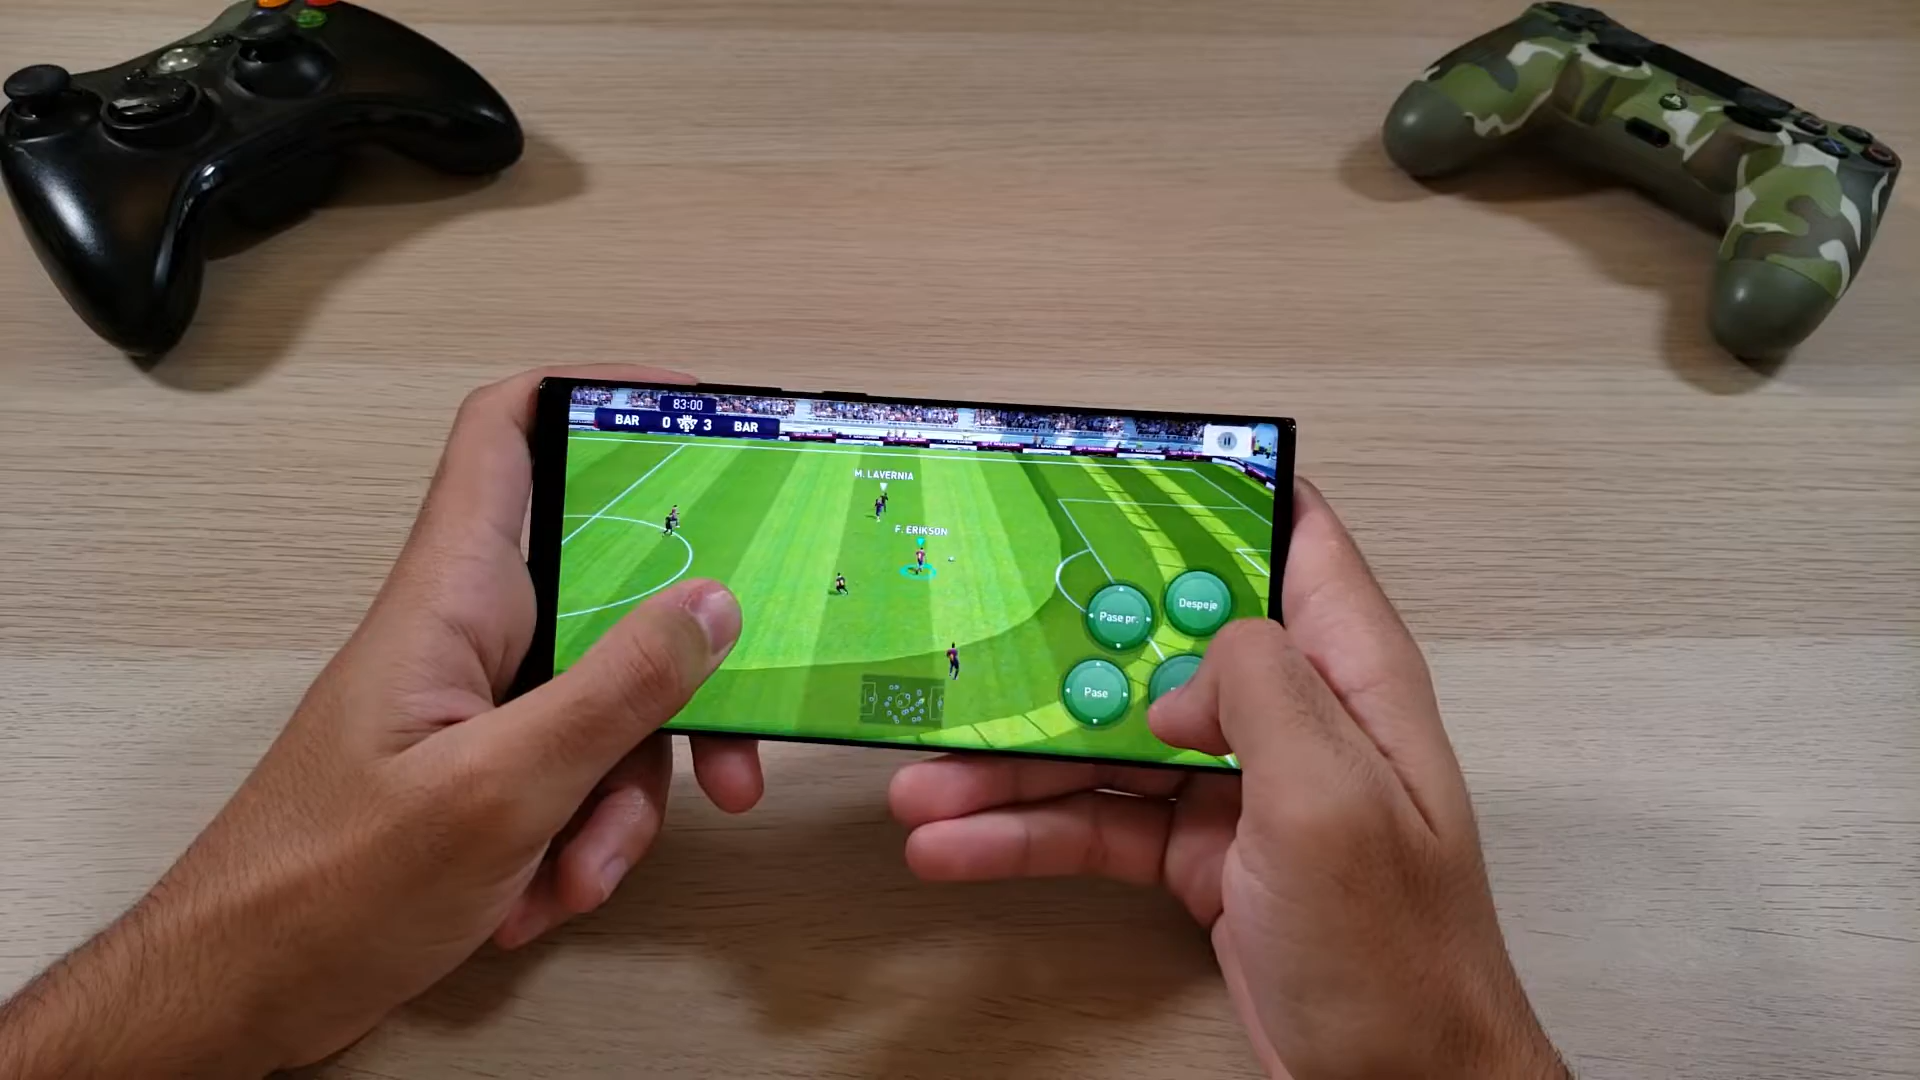 83:00
BAR 0 3 BAR
M. LAVERNIA
F. ERIKSON
Despeje
Pase pr.
Pase